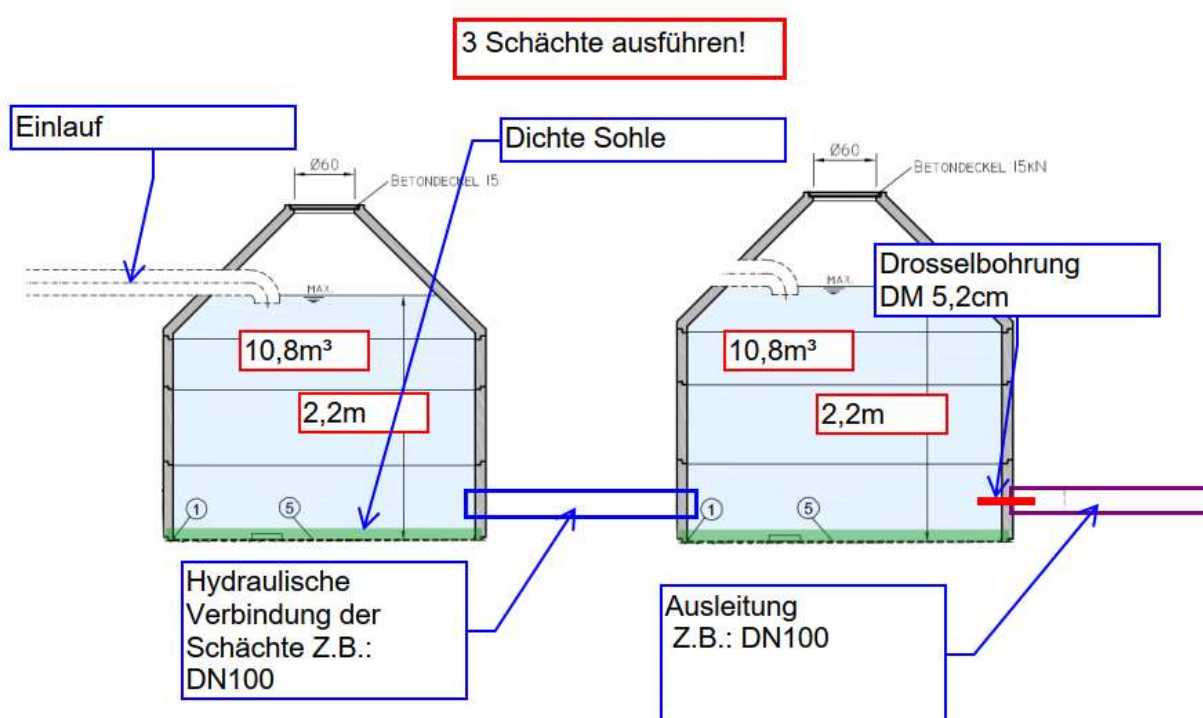 3 Schächte ausführen!
Einlauf
Dichte Sohle
Ø60
BETONDECKEL 15
Ø60
BETONDECKEL 15KN
Drosselbohrung
DM 5,2cm
MAX.
MAX.
10,8m³
10,8m³
2,2m
2,2m
1
5
1
5
Hydraulische
Verbindung der
Schächte Z.B.:
DN100
Ausleitung
Z.B.: DN100